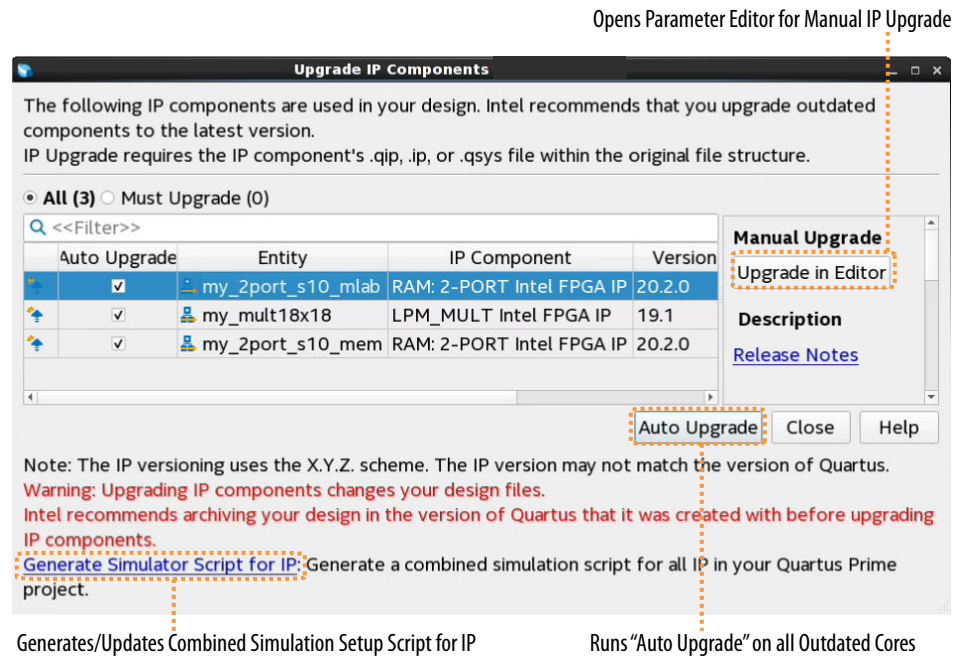 Opens Parameter Editor for Manual IP Upgrade
Upgrade IP Components
The following IP components are used in your design. Intel recommends that you upgrade outdated
components to the latest version.
IP Upgrade requires the IP component's .qip, .ip, or .qsys file within the original file structure.
All (3) Must Upgrade (0)
<<Filter>>
Auto Upgrade Entity IP Component Version
my_2port_s10_mlab RAM: 2-PORT Intel FPGA IP 20.2.0
my_mult18x18 LPM_MULT Intel FPGA IP 19.1
my_2port_s10_mem RAM: 2-PORT Intel FPGA IP 20.2.0
Manual Upgrade
Upgrade in Editor
Description
Release Notes
Auto Upgrade Close Help
Note: The IP versioning uses the X.Y.Z. scheme. The IP version may not match the version of Quartus.
Warning: Upgrading IP components changes your design files.
Intel recommends archiving your design in the version of Quartus that it was created with before upgrading
IP components.
Generate Simulator Script for IP: Generate a combined simulation script for all IP in your Quartus Prime
project.
Generates/Updates Combined Simulation Setup Script for IP
Runs “Auto Upgrade” on all Outdated Cores